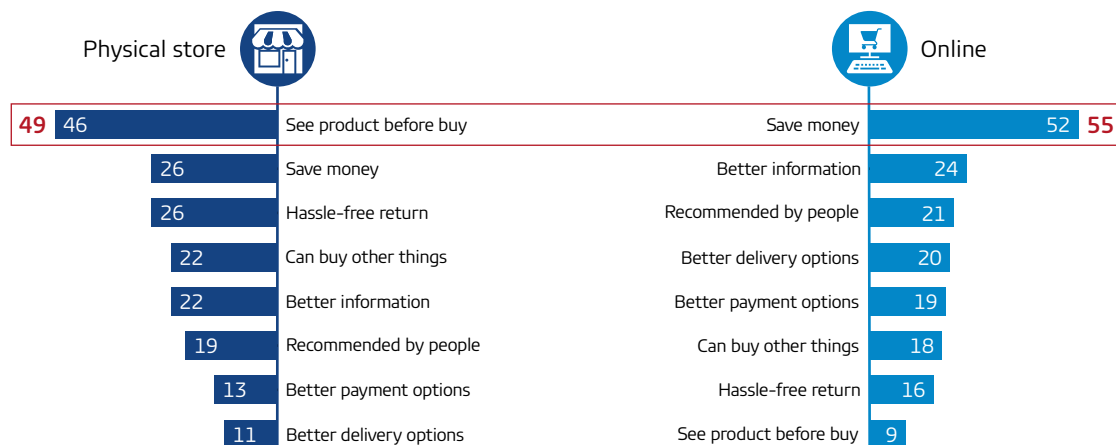 Physical store
Online
49 46 See product before buy Save money 52 55
26 Save money Better information 24
26 Hassle-free return Recommended by people 21
22 Can buy other things Better delivery options 20
22 Better information Better payment options 19
19 Recommended by people Can buy other things 18
13 Better payment options Hassle-free return 16
11 Better delivery options See product before buy 9